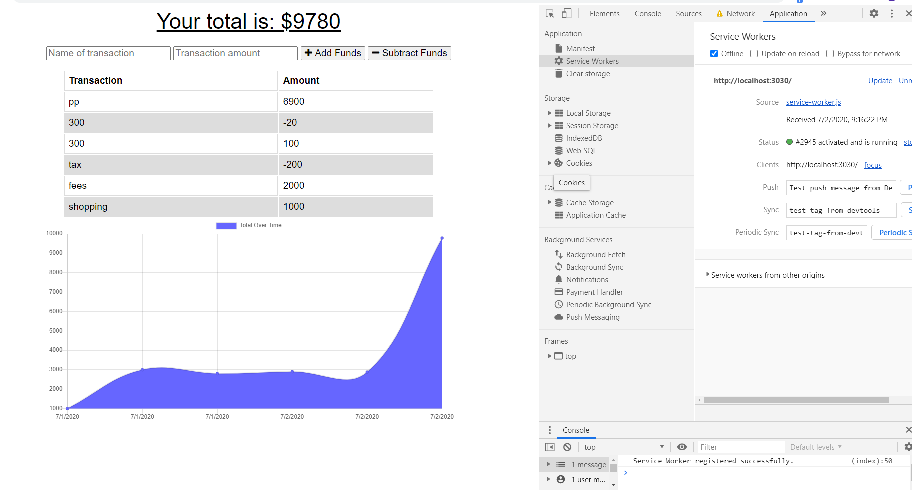 Your total is: $9780
Name of transaction Transaction amount + Add Funds − Subtract Funds
Transaction Amount
pp 6900
300 -20
300 100
tax -200
fees 2000
shopping 1000
Total Over Time
10000
9000
8000
7000
6000
5000
4000
3000
2000
1000
7/1/2020 7/1/2020 7/1/2020 7/2/2020 7/2/2020 7/2/2020
Elements Console Sources Network Application
Application
Manifest
Service Workers
Clear storage
Storage
Local Storage
Session Storage
IndexedDB
Web SQL
Cookies
Cookies
Cache Storage
Application Cache
Background Services
Background Fetch
Background Sync
Notifications
Payment Handler
Periodic Background Sync
Push Messaging
Frames
top
Service Workers
Offline Update on reload Bypass for network
http://localhost:3030/ Update Unre
Source service-worker.js
Received 7/2/2020, 9:16:22 PM
Status #2945 activated and is running
Clients http://localhost:3030/ focus
Push Test push message from De
Sync test-tag-from-devtools
Periodic Sync test-tag-from-devt Periodic S
Service workers from other origins
Console
top Filter Default levels
1 message Service Worker registered successfully. (index):50
1 user m...